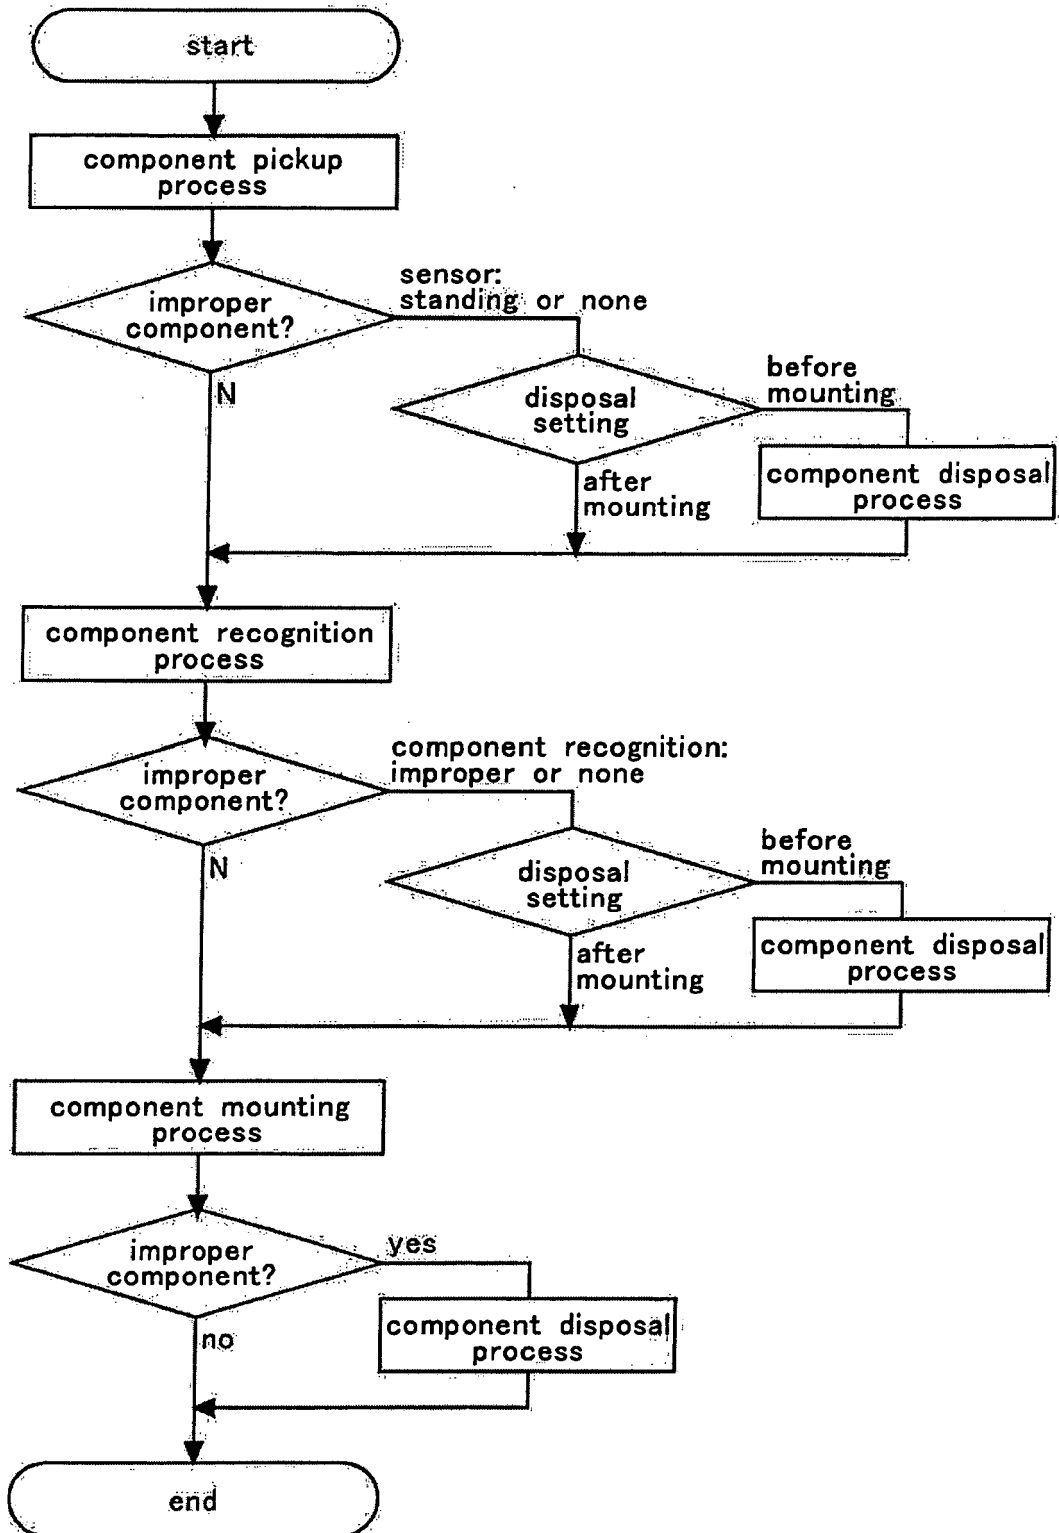 start
component pickup
process
improper
component?
sensor:
standing or none
N
disposal
setting
before
mounting
after
mounting
component disposal
process
component recognition
process
improper
component?
component recognition:
improper or none
N
disposal
setting
before
mounting
after
mounting
component disposal
process
component mounting
process
improper
component?
yes
no
component disposal
process
end